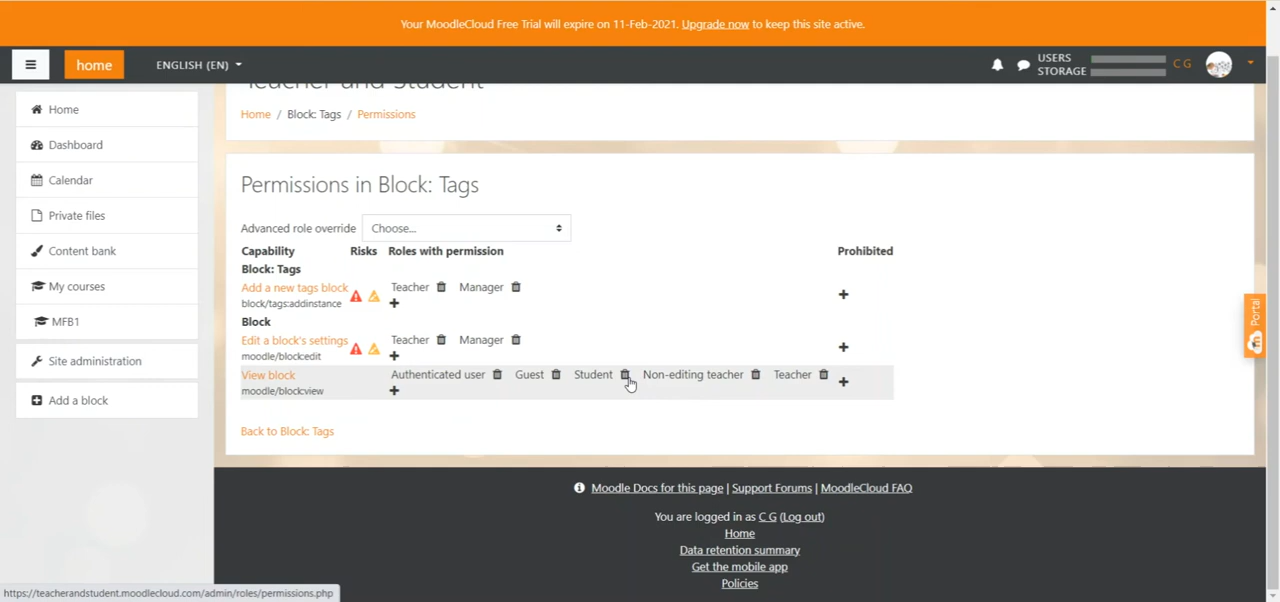 Your MoodleCloud Free Trial will expire on 11-Feb-2021. Upgrade now to keep this site active.
home ENGLISH (EN) USERS STORAGE C G
Teacher and Student
Home / Block: Tags / Permissions
Home
Dashboard
Calendar
Private files
Content bank
My courses
MFB1
Site administration
Add a block
Permissions in Block: Tags
Advanced role override Choose...
Capability Risks Roles with permission Prohibited
Block: Tags
Add a new tags block Teacher Manager
block/tags:addinstance
Block
Edit a block's settings Teacher Manager
moodle/block:edit
View block Authenticated user Guest Student Non-editing teacher Teacher
moodle/block:view
Back to Block: Tags
Portal
Moodle Docs for this page | Support Forums | MoodleCloud FAQ
You are logged in as C G (Log out)
Home
Data retention summary
Get the mobile app
Policies
https://teacherandstudent.moodlecloud.com/admin/roles/permissions.php